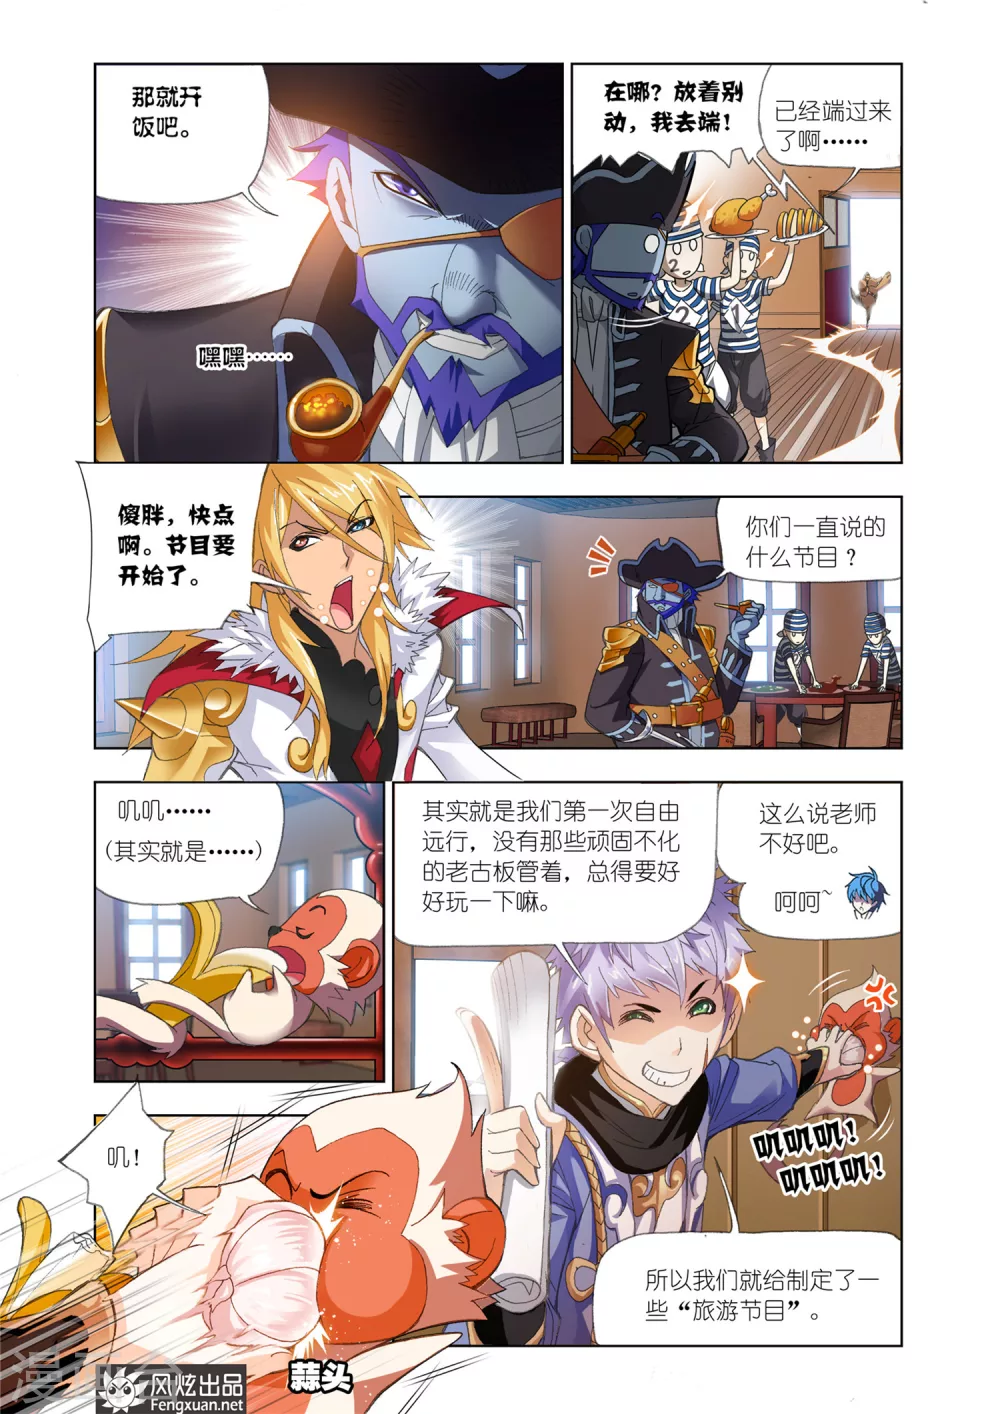 那就开
饭吧。
嘿嘿……
在哪？放着别
动，我去端！
已经端过来
了啊……
2
2
1
傻胖，快点
啊。节目要
开始了。
你们一直说的
什么节目？
叽叽……
(其实就是……)
其实就是我们第一次自由
远行，没有那些顽固不化
的老古板管着，总得要好
好玩一下嘛。
这么说老师
不好吧。
呵呵~
叽叽叽！
叽叽叽！
叽！
所以我们就给制定了一
些“旅游节目”。
蒜头
风炫出品
Fengxuan.net